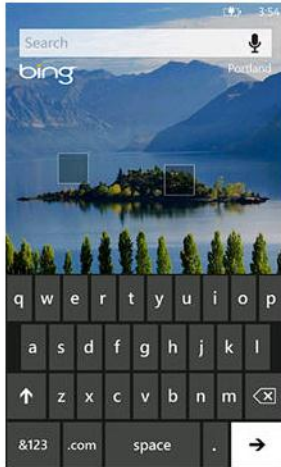 3:54
Search
bing
Portland
q w e r t y u i o p
a s d f g h j k l
z x c v b n m
&123 .com space .